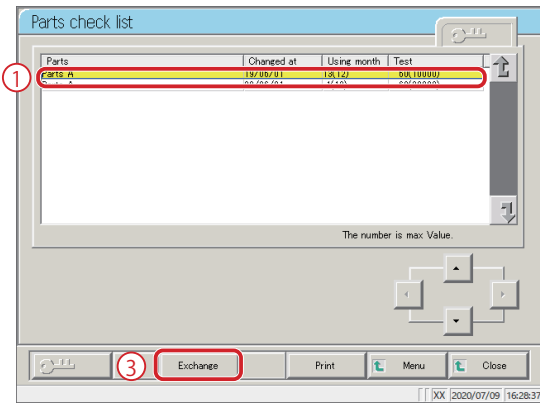 Parts check list
Parts Changed at Using month Test
1 Parts A 19/06/01 13(12) 60(10000)
Parts A
The number is max Value.
3 Exchange Print Menu Close
XX 2020/07/09 16:28:37